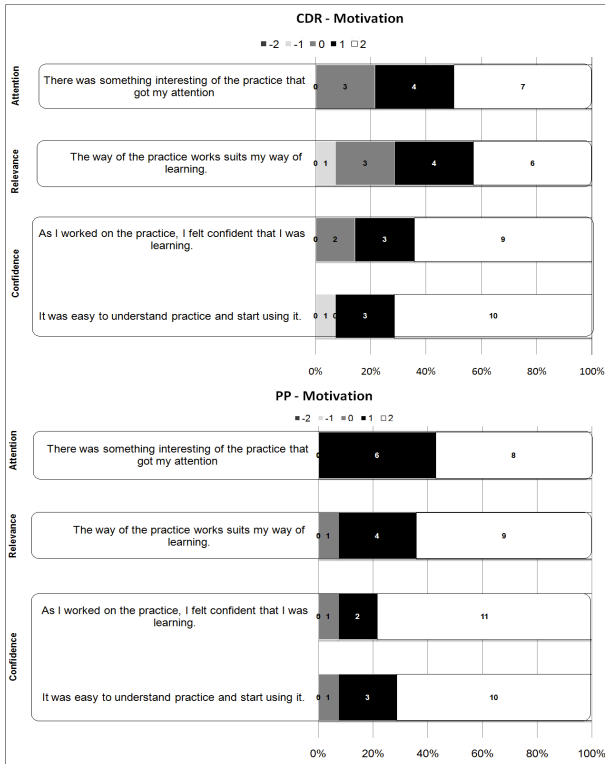 CDR - Motivation
-2 -1 0 1 2
Attention
There was something interesting of the practice that
got my attention
0 3 4 7
Relevance
The way of the practice works suits my way of
learning.
0 1 3 4 6
Confidence
As I worked on the practice, I felt confident that I was
learning.
0 2 3 9
It was easy to understand practice and start using it.
0 1 0 3 10
0% 20% 40% 60% 80% 100%
PP - Motivation
-2 -1 0 1 2
Attention
There was something interesting of the practice that
got my attention
0 6 8
Relevance
The way of the practice works suits my way of
learning.
0 1 4 9
Confidence
As I worked on the practice, I felt confident that I was
learning.
0 1 2 11
It was easy to understand practice and start using it.
0 1 3 10
0% 20% 40% 60% 80% 100%